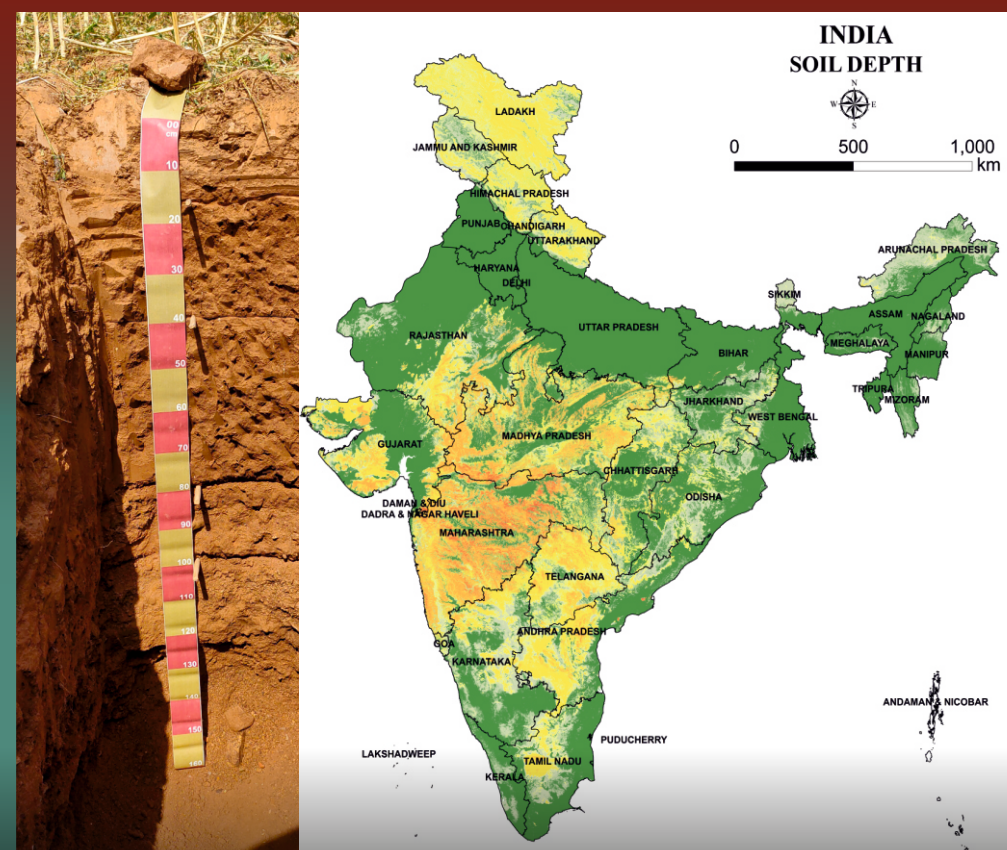 00
cm
10
20
30
40
50
60
70
80
90
100
110
120
130
140
150
160
INDIA
SOIL DEPTH
N
W E
S
0 500 1,000
km
LADAKH
JAMMU AND KASHMIR
HIMACHAL PRADESH
PUNJAB
CHANDIGARH
UTTARAKHAND
HARYANA
DELHI
ARUNACHAL PRADESH
SIKKIM
ASSAM
NAGALAND
RAJASTHAN
UTTAR PRADESH
BIHAR
MEGHALAYA
MANIPUR
TRIPURA
MIZORAM
JHARKHAND
WEST BENGAL
GUJARAT
MADHYA PRADESH
CHHATTISGARH
ODISHA
DAMAN & DIU
DADRA & NAGAR HAVELI
MAHARASHTRA
TELANGANA
GOA
ANDHRA PRADESH
KARNATAKA
ANDAMAN & NICOBAR
PUDUCHERRY
LAKSHADWEEP
TAMIL NADU
KERALA